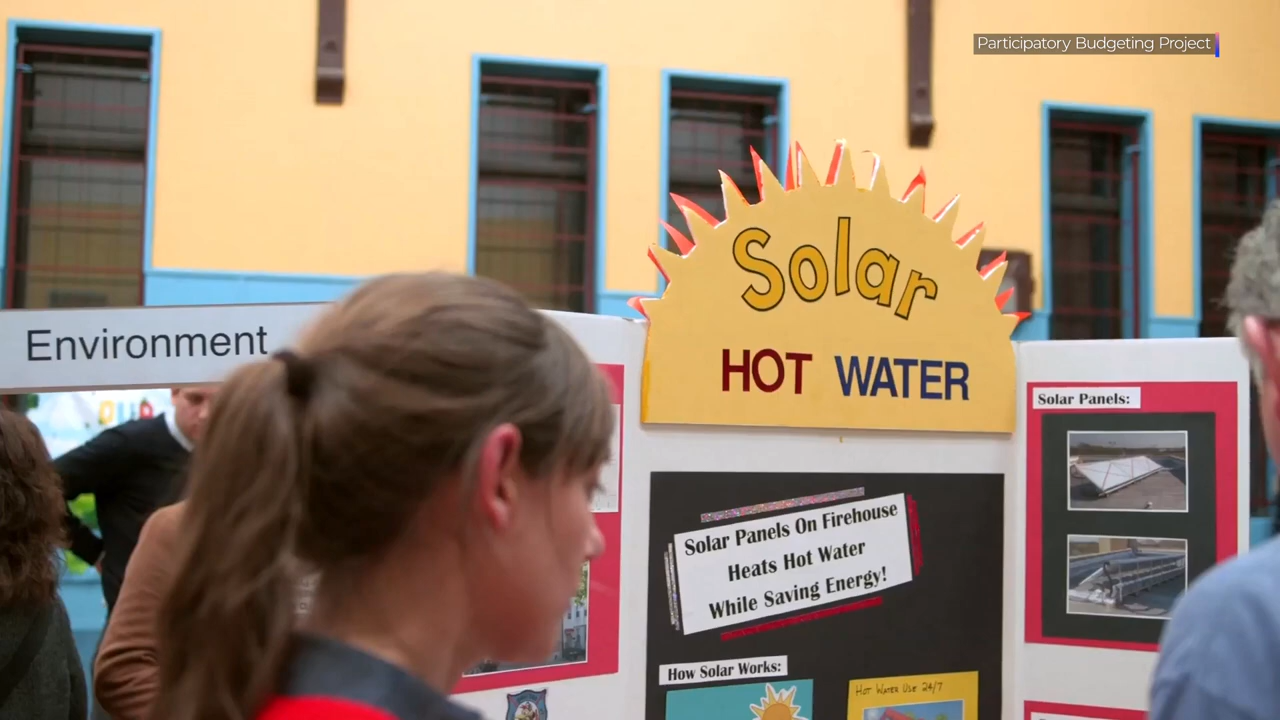 Participatory Budgeting Project
Environment
Solar
HOT WATER
Solar Panels:
Solar Panels On Firehouse
Heats Hot Water
While Saving Energy!
How Solar Works:
Hot Water Use 24/7